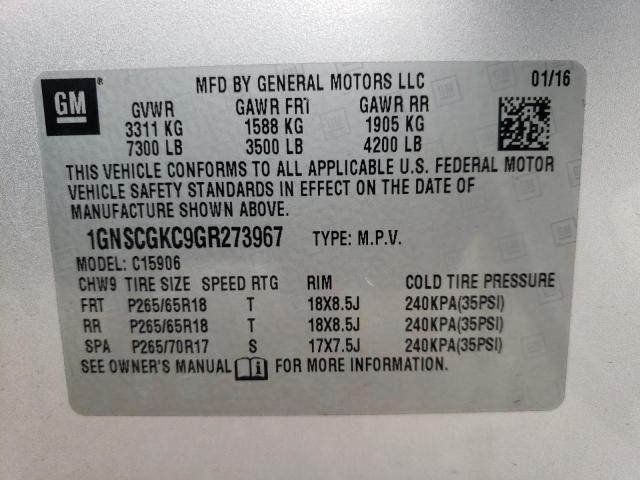 GM ®
MFD BY GENERAL MOTORS LLC 01/16
GVWR GAWR FRT GAWR RR
3311 KG 1588 KG 1905 KG
7300 LB 3500 LB 4200 LB
THIS VEHICLE CONFORMS TO ALL APPLICABLE U.S. FEDERAL MOTOR
VEHICLE SAFETY STANDARDS IN EFFECT ON THE DATE OF
MANUFACTURE SHOWN ABOVE.
1GNSCGKC9GR273967 TYPE: M.P.V.
MODEL: C15906
CHW9 TIRE SIZE SPEED RTG RIM COLD TIRE PRESSURE
FRT P265/65R18 T 18X8.5J 240KPA(35PSI)
RR P265/65R18 T 18X8.5J 240KPA(35PSI)
SPA P265/70R17 S 17X7.5J 240KPA(35PSI)
SEE OWNER'S MANUAL FOR MORE INFORMATION.